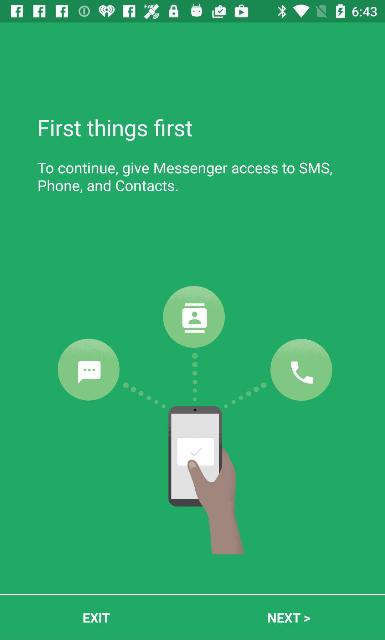 6:43
First things first
To continue, give Messenger access to SMS,
Phone, and Contacts.
EXIT
NEXT >